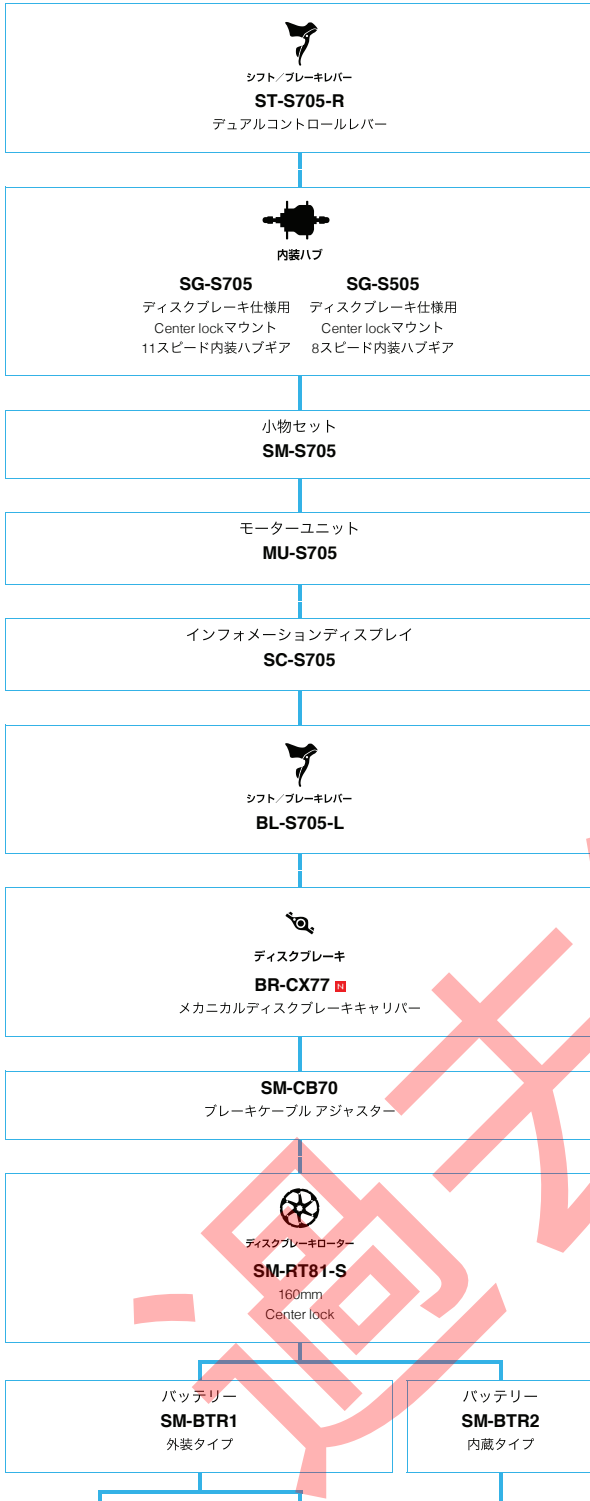 シフト／ブレーキレバー
ST-S705-R
デュアルコントロールレバー
内装ハブ
SG-S705
ディスクブレーキ仕様用
Center lockマウント
11スピード内装ハブギア
SG-S505
ディスクブレーキ仕様用
Center lockマウント
8スピード内装ハブギア
小物セット
SM-S705
モーターユニット
MU-S705
インフォメーションディスプレイ
SC-S705
シフト／ブレーキレバー
BL-S705-L
ディスクブレーキ
BR-CX77 N
メカニカルディスクブレーキキャリパー
SM-CB70
ブレーキケーブル アジャスター
ディスクブレーキローター
SM-RT81-S
160mm
Center lock
バッテリー
SM-BTR1
外装タイプ
バッテリー
SM-BTR2
内蔵タイプ
過